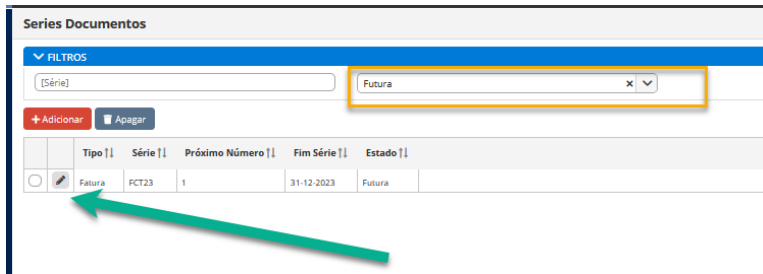 Series Documentos
FILTROS
[Série]
Futura
+ Adicionar
Apagar
Tipo Série Próximo Número Fim Série Estado
Fatura FCT23 1 31-12-2023 Futura